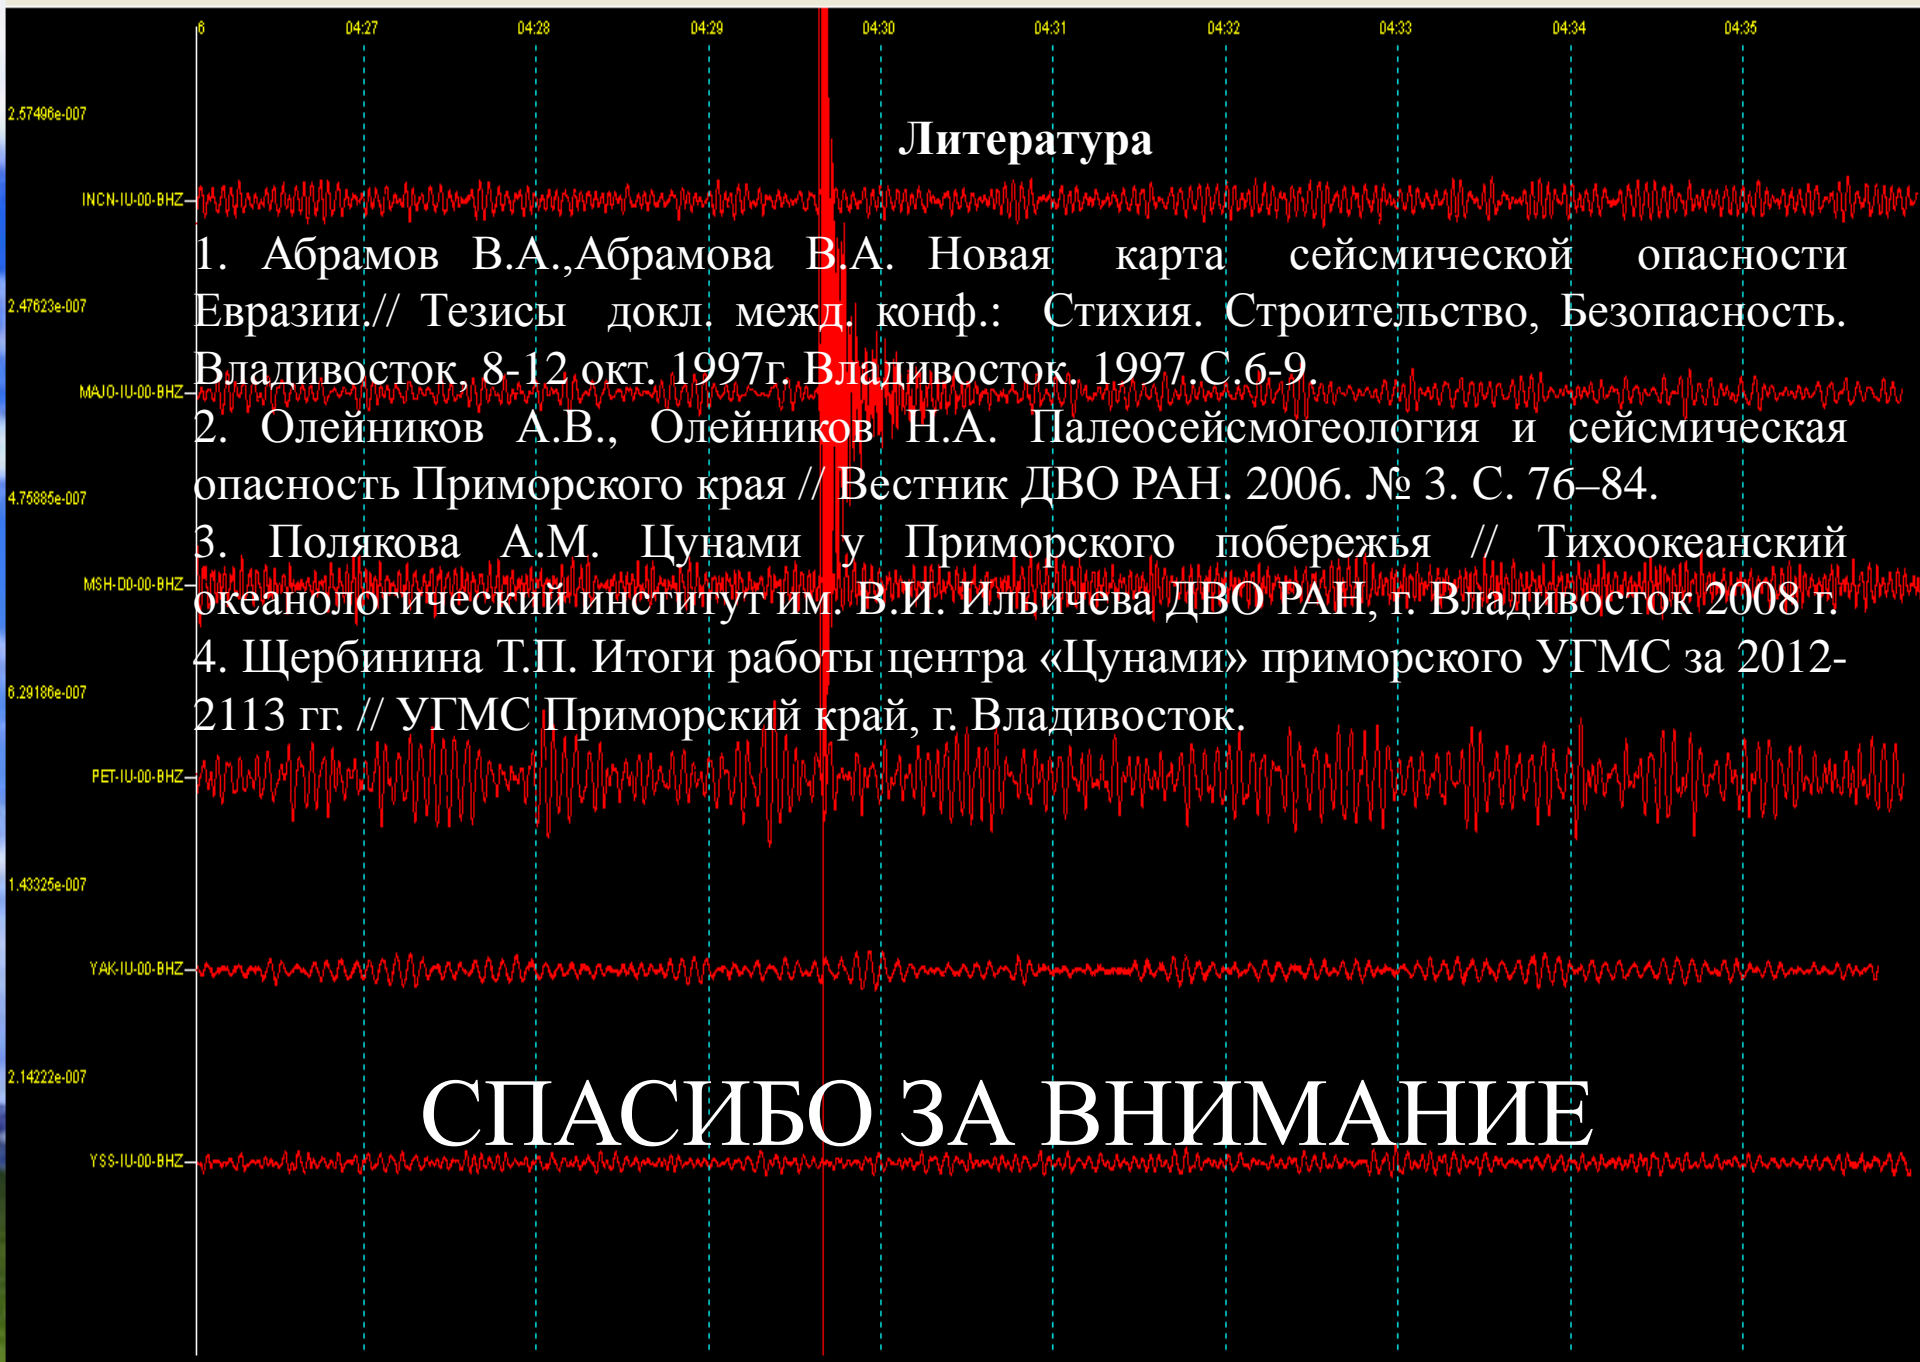 6 04:27 04:28 04:29 04:30 04:31 04:32 04:33 04:34 04:35
2.57496e-007
Литература
INCN-IU-00-BHZ
1. Абрамов В.А.,Абрамова В.А. Новая карта сейсмической опасности
2.47623e-007
Евразии.// Тезисы докл. межд. конф.: Стихия. Строительство, Безопасность.
Владивосток, 8-12 окт. 1997г. Владивосток. 1997.С.6-9.
MAJO-IU-00-BHZ
2. Олейников А.В., Олейников Н.А. Палеосейсмогеология и сейсмическая
опасность Приморского края // Вестник ДВО РАН. 2006. № 3. С. 76–84.
4.75885e-007
3. Полякова А.М. Цунами у Приморского побережья // Тихоокеанский
MSH-D0-00-BHZ
океанологический институт им. В.И. Ильичева ДВО РАН, г. Владивосток 2008 г.
4. Щербинина Т.П. Итоги работы центра «Цунами» приморского УГМС за 2012-
6.29186e-007
2113 гг. // УГМС Приморский край, г. Владивосток.
PET-IU-00-BHZ
1.43325e-007
YAK-IU-00-BHZ
2.14222e-007
СПАСИБО ЗА ВНИМАНИЕ
YSS-IU-00-BHZ